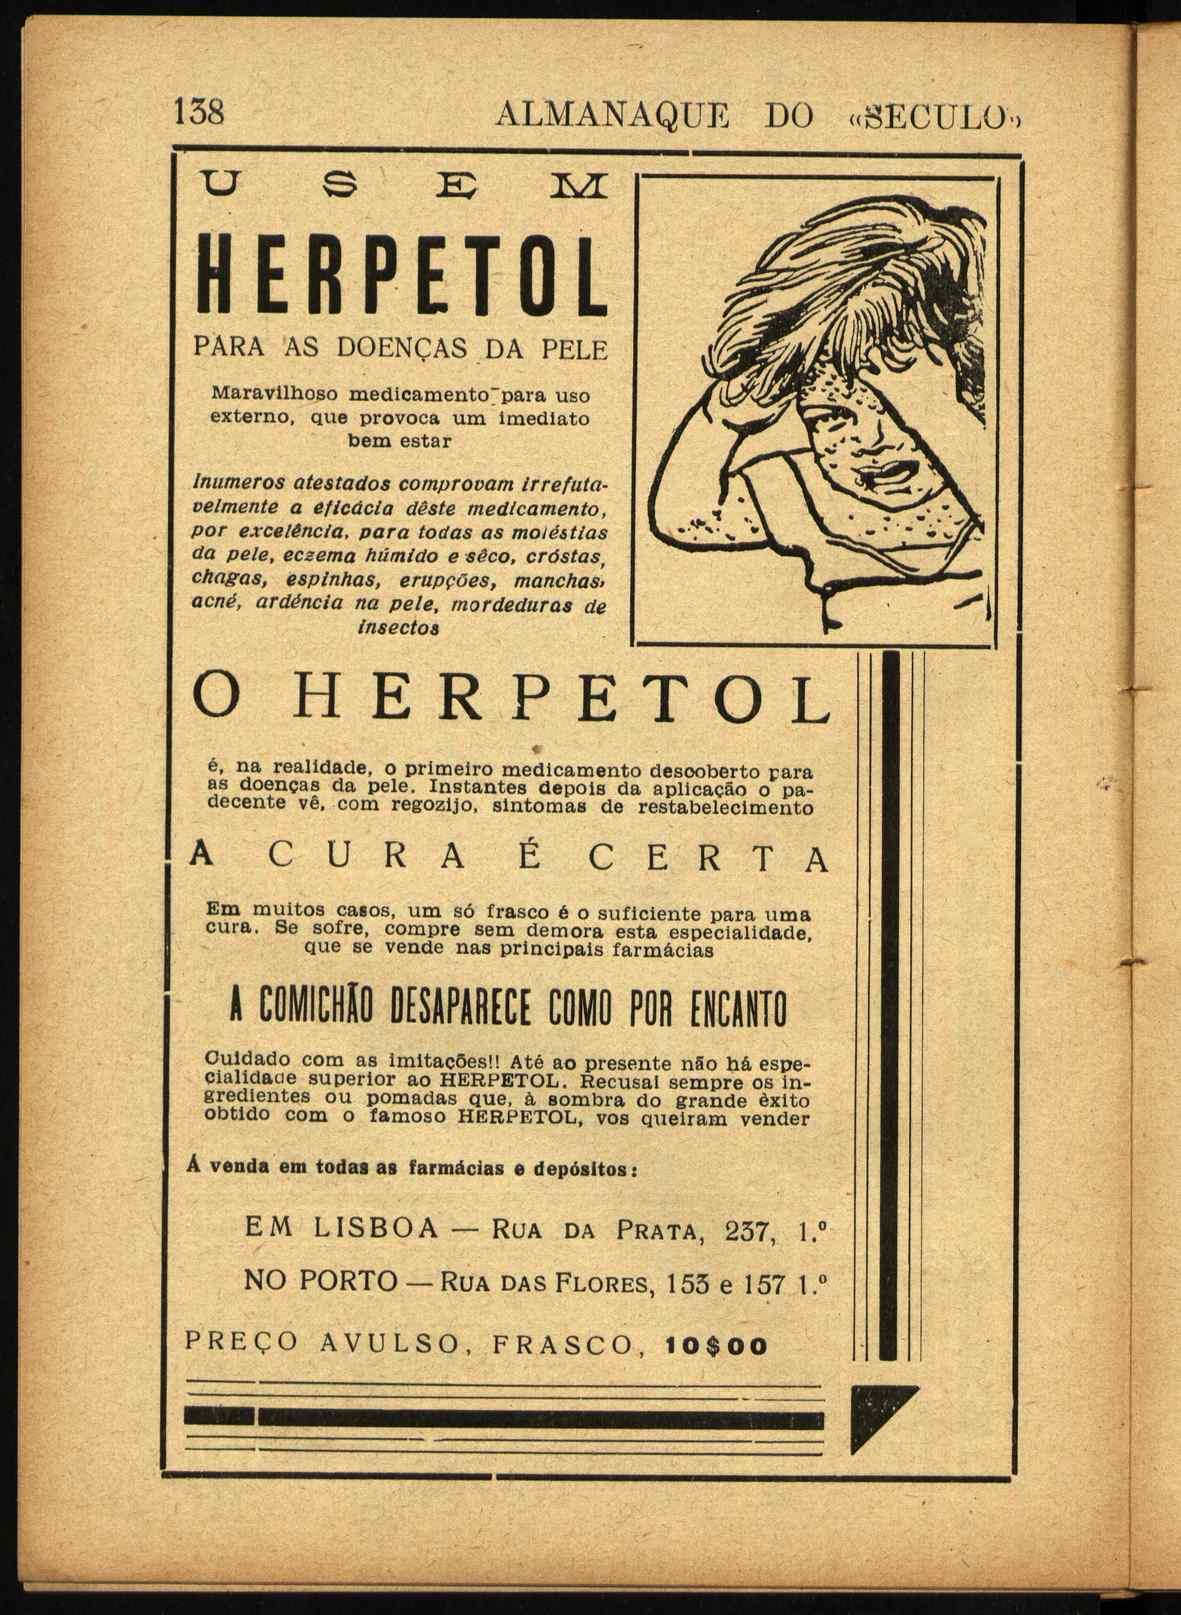 138
ALMANAQUE DO «SECULO»
USEM
HERPETOL
PARA AS DOENÇAS DA PELE
Maravilhoso medicamento para uso
externo, que provoca um imediato
bem estar
Inumeros atestados comprovam irrefuta-
velmente a eficácia dêste medicamento,
por excelência, para todas as moléstias
da pele, eczema húmido e sêco, cróstas,
chagas, espinhas, erupções, manchas,
acné, ardência na pele, mordeduras de
insectos
O HERPETOL
é, na realidade, o primeiro medicamento descoberto para
as doenças da pele. Instantes depois da aplicação o pa-
decente vê, com regozijo, sintomas de restabelecimento
A CURA É CERTA
Em muitos casos, um só frasco é o suficiente para uma
cura. Se sofre, compre sem demora esta especialidade,
que se vende nas principais farmácias
A COMICHÃO DESAPARECE COMO POR ENCANTO
Cuidado com as imitações!! Até ao presente não há espe-
cialidade superior ao HERPETOL. Recusai sempre os in-
gredientes ou pomadas que, à sombra do grande êxito
obtido com o famoso HERPETOL, vos queiram vender
Á venda em todas as farmácias e depósitos:
EM LISBOA — RUA DA PRATA, 237, 1.º
NO PORTO — RUA DAS FLORES, 153 e 157 1.º
PREÇO AVULSO, FRASCO, 10$00